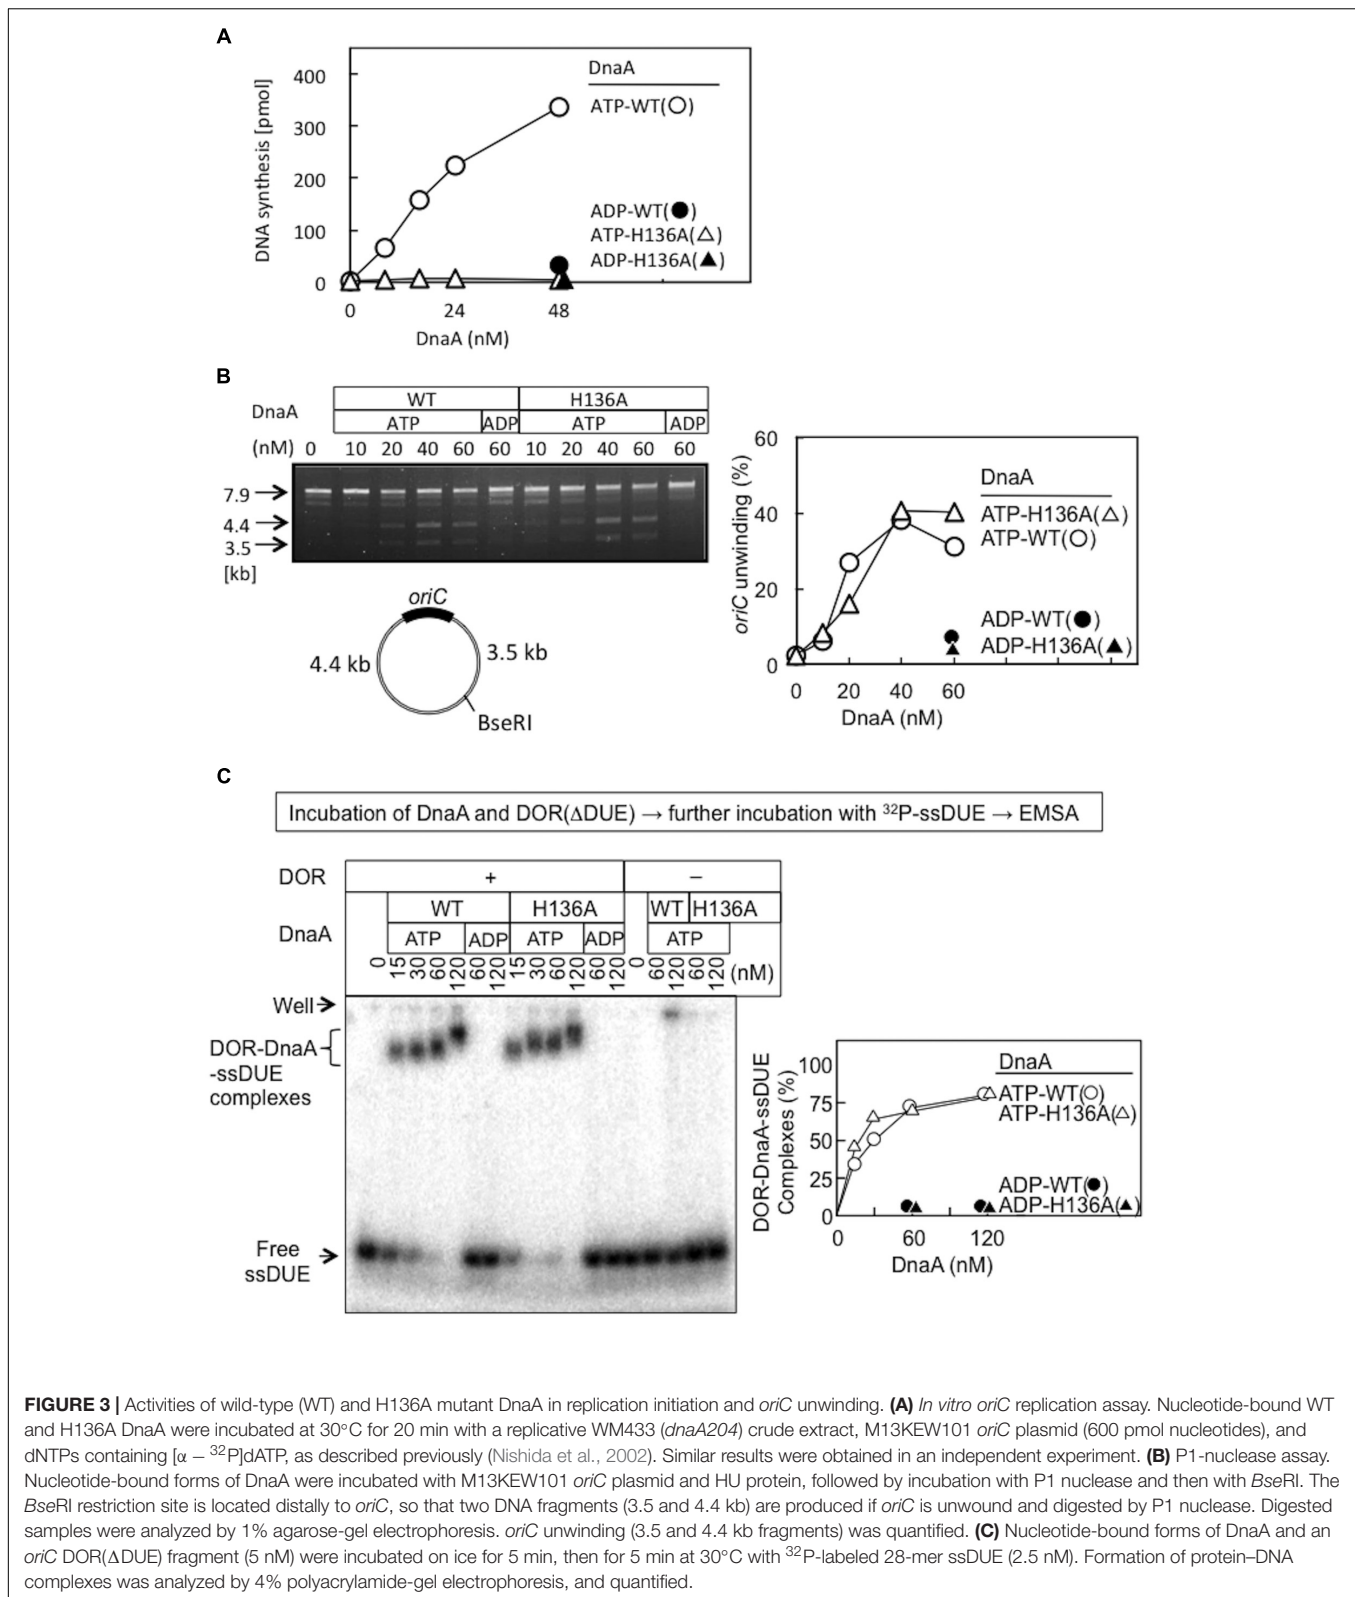 A
DNA synthesis [pmol]
400
300
200
100
0
0 24 48
DnaA (nM)
DnaA
ATP-WT(○)
ADP-WT(●)
ATP-H136A(△)
ADP-H136A(▲)
B
WT H136A
DnaA
ATP ADP ATP ADP
(nM) 0 10 20 40 60 60 10 20 40 60 60
7.9
4.4
3.5
[kb]
oriC
4.4 kb
3.5 kb
BseRI
oriC unwinding (%)
60
40
20
0
0 20 40 60
DnaA (nM)
DnaA
ATP-H136A(△)
ATP-WT(○)
ADP-WT(●)
ADP-H136A(▲)
C
Incubation of DnaA and DOR(ΔDUE) → further incubation with ³²P-ssDUE → EMSA
DOR + −
WT H136A WT H136A
DnaA ATP ADP ATP ADP ATP
0 15 30 60 120 60 120 15 30 60 120 60 120 0 60 120 60 120 (nM)
Well
DOR-DnaA
-ssDUE
complexes
Free
ssDUE
DOR-DnaA-ssDUE
Complexes (%)
100
75
50
25
0
0 60 120
DnaA (nM)
DnaA
ATP-WT(○)
ATP-H136A(△)
ADP-WT(●)
ADP-H136A(▲)
FIGURE 3 | Activities of wild-type (WT) and H136A mutant DnaA in replication initiation and oriC unwinding. (A) In vitro oriC replication assay. Nucleotide-bound WT
and H136A DnaA were incubated at 30°C for 20 min with a replicative WM433 (dnaA204) crude extract, M13KEW101 oriC plasmid (600 pmol nucleotides), and
dNTPs containing [α − ³²P]dATP, as described previously (Nishida et al., 2002). Similar results were obtained in an independent experiment. (B) P1-nuclease assay.
Nucleotide-bound forms of DnaA were incubated with M13KEW101 oriC plasmid and HU protein, followed by incubation with P1 nuclease and then with BseRI. The
BseRI restriction site is located distally to oriC, so that two DNA fragments (3.5 and 4.4 kb) are produced if oriC is unwound and digested by P1 nuclease. Digested
samples were analyzed by 1% agarose-gel electrophoresis. oriC unwinding (3.5 and 4.4 kb fragments) was quantified. (C) Nucleotide-bound forms of DnaA and an
oriC DOR(ΔDUE) fragment (5 nM) were incubated on ice for 5 min, then for 5 min at 30°C with ³²P-labeled 28-mer ssDUE (2.5 nM). Formation of protein–DNA
complexes was analyzed by 4% polyacrylamide-gel electrophoresis, and quantified.